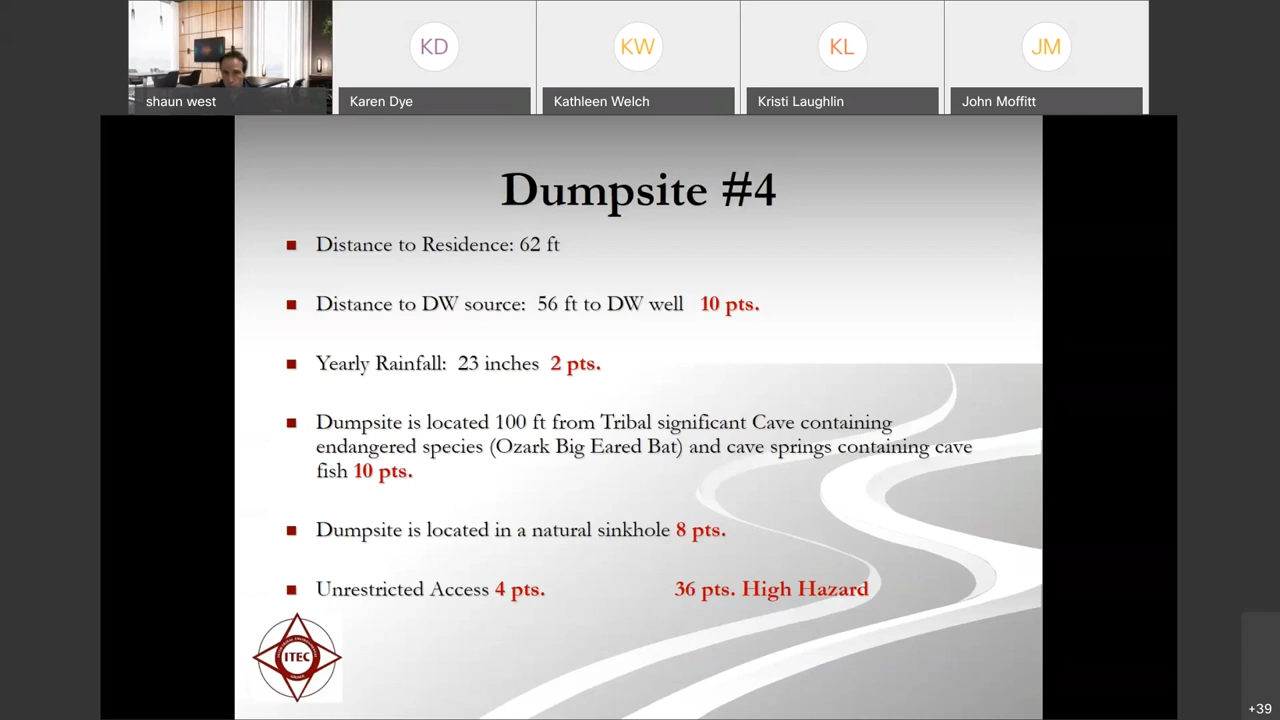 KD
KW
KL
JM
shaun west
Karen Dye
Kathleen Welch
Kristi Laughlin
John Moffitt
Dumpsite #4
Distance to Residence: 62 ft
Distance to DW source: 56 ft to DW well 10 pts.
Yearly Rainfall: 23 inches 2 pts.
Dumpsite is located 100 ft from Tribal significant Cave containing
endangered species (Ozark Big Eared Bat) and cave springs containing cave
fish 10 pts.
Dumpsite is located in a natural sinkhole 8 pts.
Unrestricted Access 4 pts. 36 pts. High Hazard
ITEC
+39